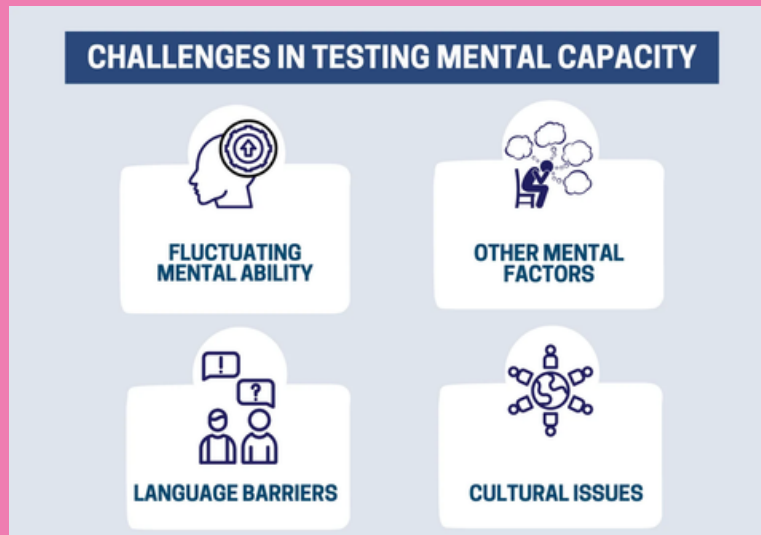 CHALLENGES IN TESTING MENTAL CAPACITY
FLUCTUATING
MENTAL ABILITY
OTHER MENTAL
FACTORS
!
?
LANGUAGE BARRIERS
CULTURAL ISSUES